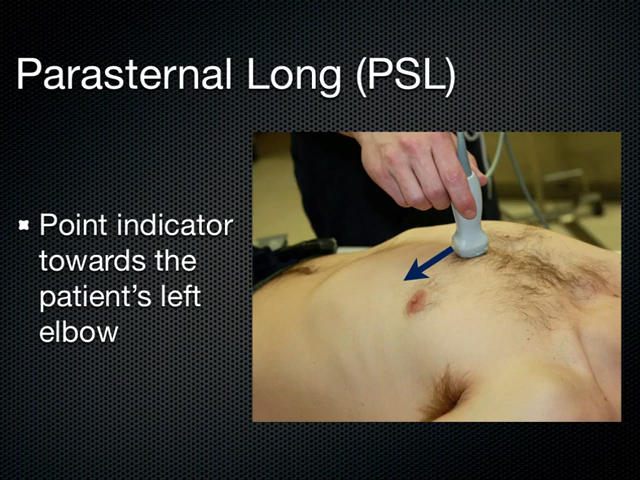 Parasternal Long (PSL)
Point indicator
towards the
patient's left
elbow